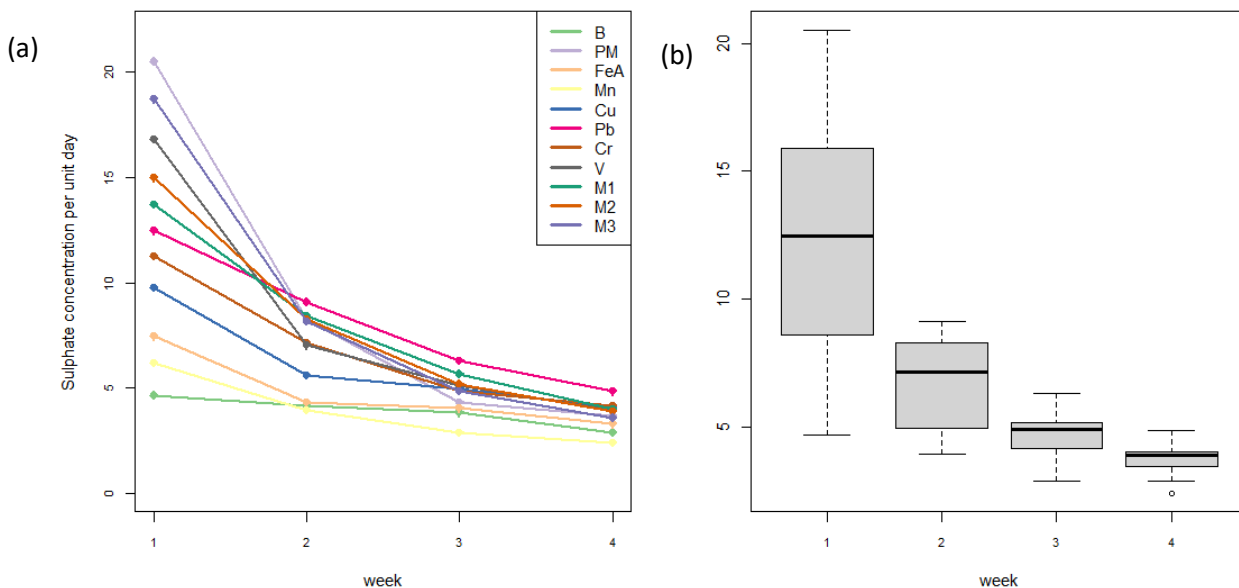 (a)
Sulphate concentration per unit day
20
15
10
5
0
1 2 3 4
week
B
PM
FeA
Mn
Cu
Pb
Cr
V
M1
M2
M3
(b)
20
15
10
5
1 2 3 4
week